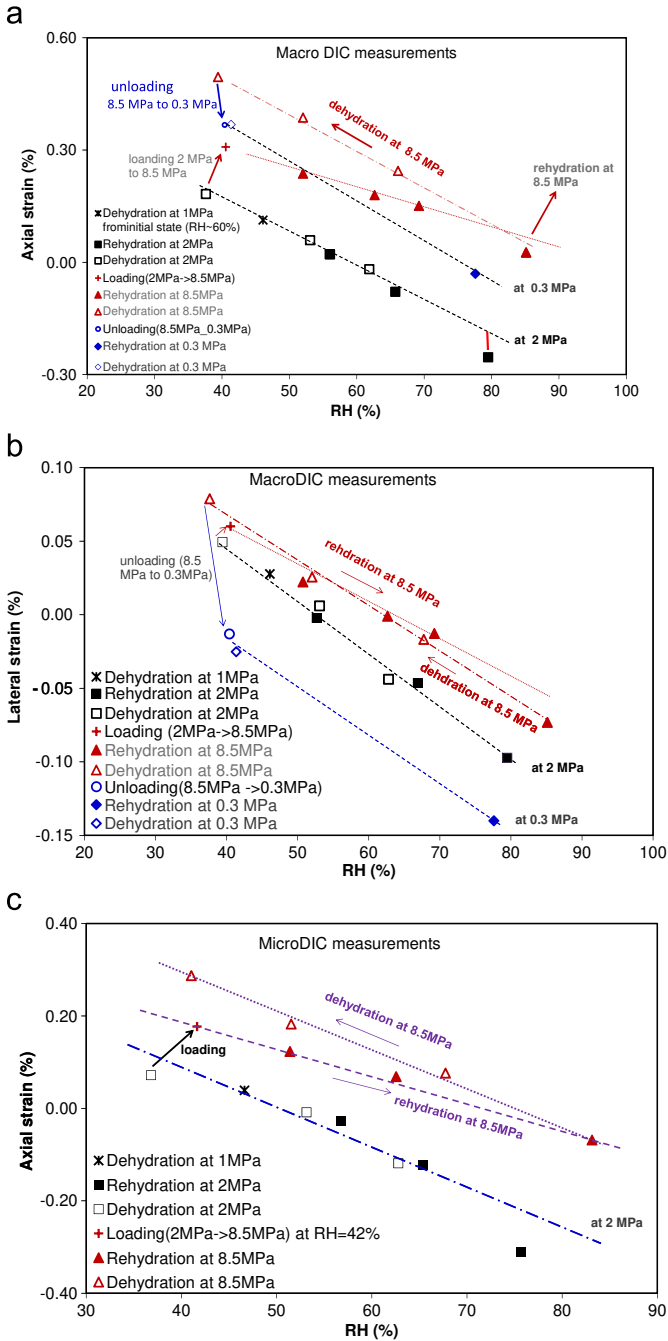 a
Macro DIC measurements
0.60
0.30
0.00
-0.30
Axial strain (%)
unloading
8.5 MPa to 0.3 MPa
loanding 2 MPa
to 8.5 MPa
dehydration at 8.5 MPa
rehydration at
8.5 MPa
at 0.3 MPa
at 2 MPa
Dehydration at 1MPa
frominitial state (RH~60%)
Rehydration at 2MPa
Dehydration at 2MPa
Loading(2MPa->8.5MPa)
Rehydration at 8.5MPa
Dehydration at 8.5MPa
Unloading(8.5MPa_0.3MPa)
Rehydration at 0.3 MPa
Dehydration at 0.3 MPa
20 30 40 50 60 70 80 90 100
RH (%)
b
MacroDIC measurements
0.10
0.05
0.00
-0.05
-0.10
-0.15
Lateral strain (%)
unloading (8.5
MPa to 0.3MPa)
rehdration at 8.5 MPa
dehdration at 8.5 MPa
at 2 MPa
at 0.3 MPa
Dehydration at 1MPa
Rehydration at 2MPa
Dehydration at 2MPa
Loading (2MPa->8.5MPa)
Rehydration at 8.5MPa
Dehydration at 8.5MPa
Unloading(8.5MPa ->0.3MPa)
Rehydration at 0.3 MPa
Dehydration at 0.3 MPa
20 30 40 50 60 70 80 90 100
RH (%)
c
MicroDIC measurements
0.40
0.20
0.00
-0.20
-0.40
Axial strain (%)
loading
dehydration at 8.5MPa
rehydration at 8.5MPa
at 2 MPa
Dehydration at 1MPa
Rehydration at 2MPa
Dehydration at 2MPa
Loading(2MPa->8.5MPa) at RH=42%
Rehydration at 8.5MPa
Dehydration at 8.5MPa
30 40 50 60 70 80 90
RH (%)